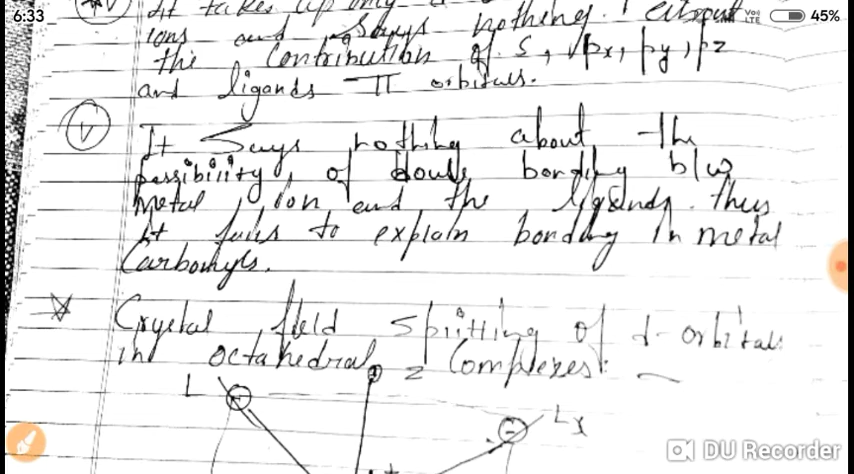 6:33
45%
It takes up only
ions and says nothing about
the contribution of s, px, py, pz
and ligands π orbitals.
v
It Says nothing about the
possibility of double bonding b/w
metal ion and the ligands. thus
it fails to explain bonding in metal
Carbonyls.
Crystal field splitting of d-orbitals
in octahedral Complexes:
z
L
L x
DU Recorder